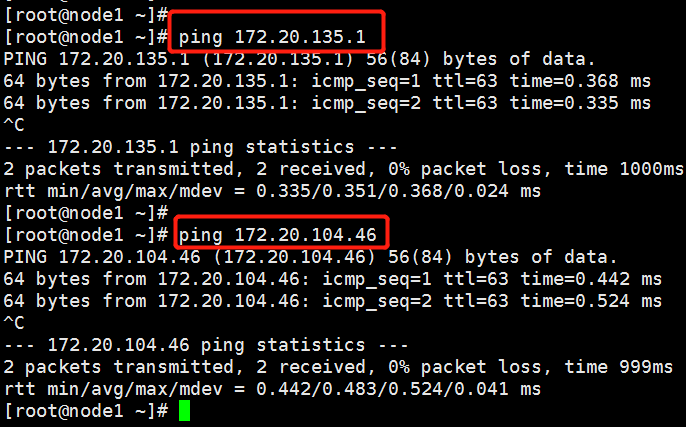 [root@node1 ~]#
[root@node1 ~]# ping 172.20.135.1
PING 172.20.135.1 (172.20.135.1) 56(84) bytes of data.
64 bytes from 172.20.135.1: icmp_seq=1 ttl=63 time=0.368 ms
64 bytes from 172.20.135.1: icmp_seq=2 ttl=63 time=0.335 ms
^C
--- 172.20.135.1 ping statistics ---
2 packets transmitted, 2 received, 0% packet loss, time 1000ms
rtt min/avg/max/mdev = 0.335/0.351/0.368/0.024 ms
[root@node1 ~]#
[root@node1 ~]# ping 172.20.104.46
PING 172.20.104.46 (172.20.104.46) 56(84) bytes of data.
64 bytes from 172.20.104.46: icmp_seq=1 ttl=63 time=0.442 ms
64 bytes from 172.20.104.46: icmp_seq=2 ttl=63 time=0.524 ms
^C
--- 172.20.104.46 ping statistics ---
2 packets transmitted, 2 received, 0% packet loss, time 999ms
rtt min/avg/max/mdev = 0.442/0.483/0.524/0.041 ms
[root@node1 ~]#